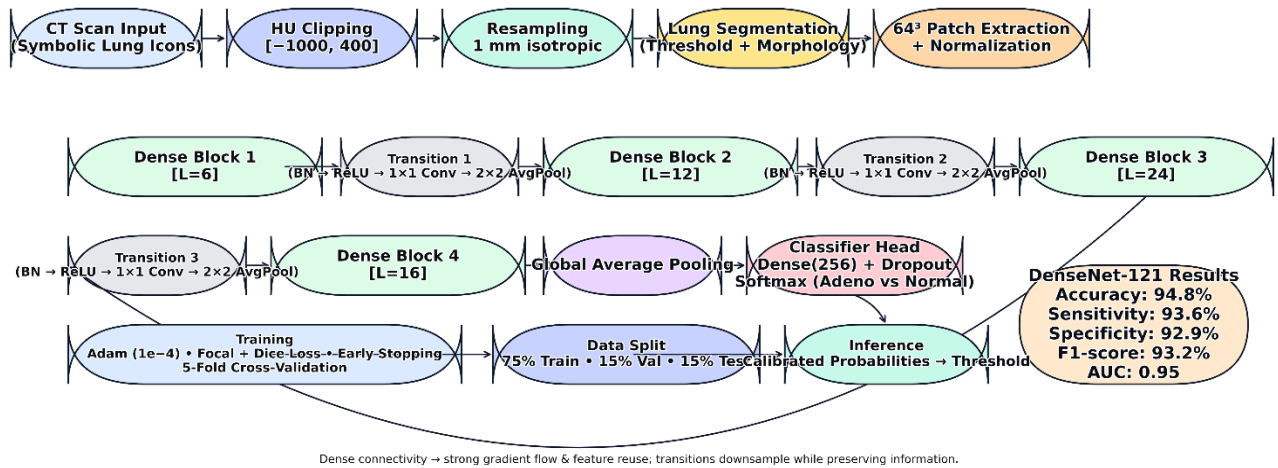 CT Scan Input
(Symbolic Lung Icons)
HU Clipping
[−1000, 400]
Resampling
1 mm isotropic
Lung Segmentation
(Threshold + Morphology)
64³ Patch Extraction
+ Normalization
Dense Block 1
[L=6]
Transition 1
(BN → ReLU → 1×1 Conv → 2×2 AvgPool)
Dense Block 2
[L=12]
Transition 2
(BN → ReLU → 1×1 Conv → 2×2 AvgPool)
Dense Block 3
[L=24]
Transition 3
(BN → ReLU → 1×1 Conv → 2×2 AvgPool)
Dense Block 4
[L=16]
Global Average Pooling
Classifier Head
Dense(256) + Dropout
Softmax (Adeno vs Normal)
DenseNet-121 Results
Accuracy: 94.8%
Sensitivity: 93.6%
Specificity: 92.9%
F1-score: 93.2%
AUC: 0.95
Training
Adam (1e−4) • Focal + Dice Loss • Early Stopping
5-Fold Cross-Validation
Data Split
75% Train • 15% Val • 15% Tes
Inference
Calibrated Probabilities → Threshold
Dense connectivity → strong gradient flow & feature reuse; transitions downsample while preserving information.